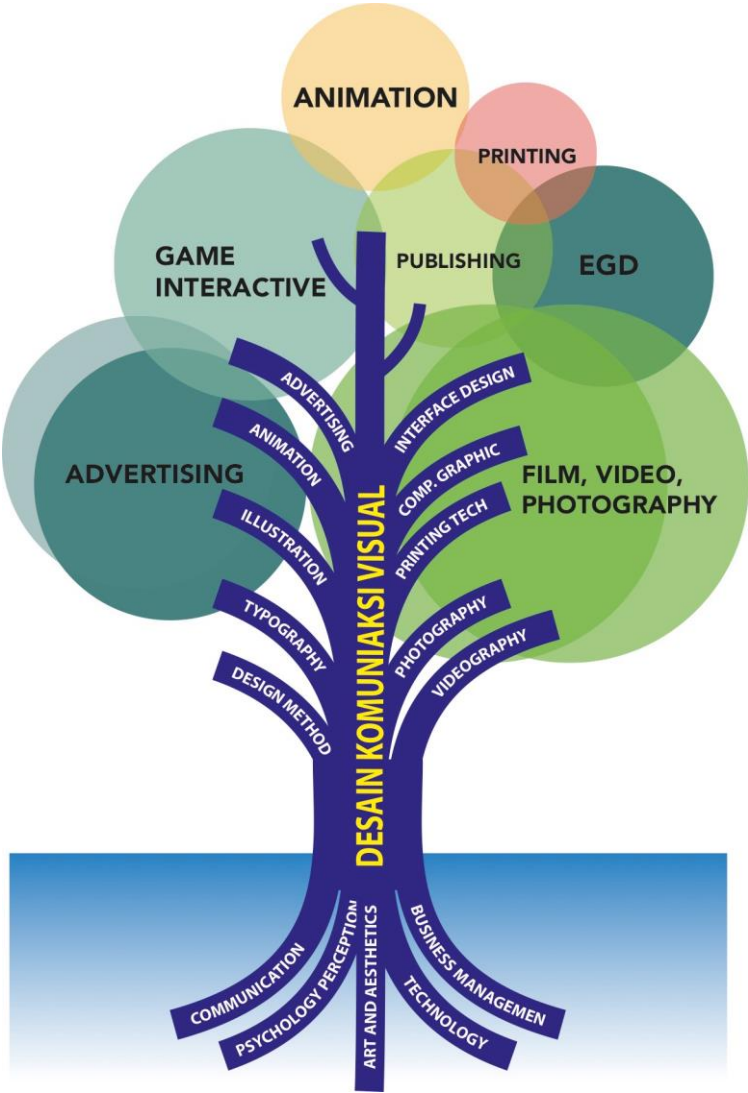 ANIMATION
PRINTING
GAME
INTERACTIVE
PUBLISHING
EGD
ADVERTISING
FILM, VIDEO,
PHOTOGRAPHY
ADVERTISING
ANIMATION
ILLUSTRATION
TYPOGRAPHY
DESIGN METHOD
INTERFACE DESIGN
COMP. GRAPHIC
PRINTING TECH
PHOTOGRAPHY
VIDEOGRAPHY
DESAIN KOMUNIAKSI VISUAL
COMMUNICATION
PSYCHOLOGY PERCEPTION
ART AND AESTHETICS
TECHNOLOGY
BUSINESS MANAGEMEN